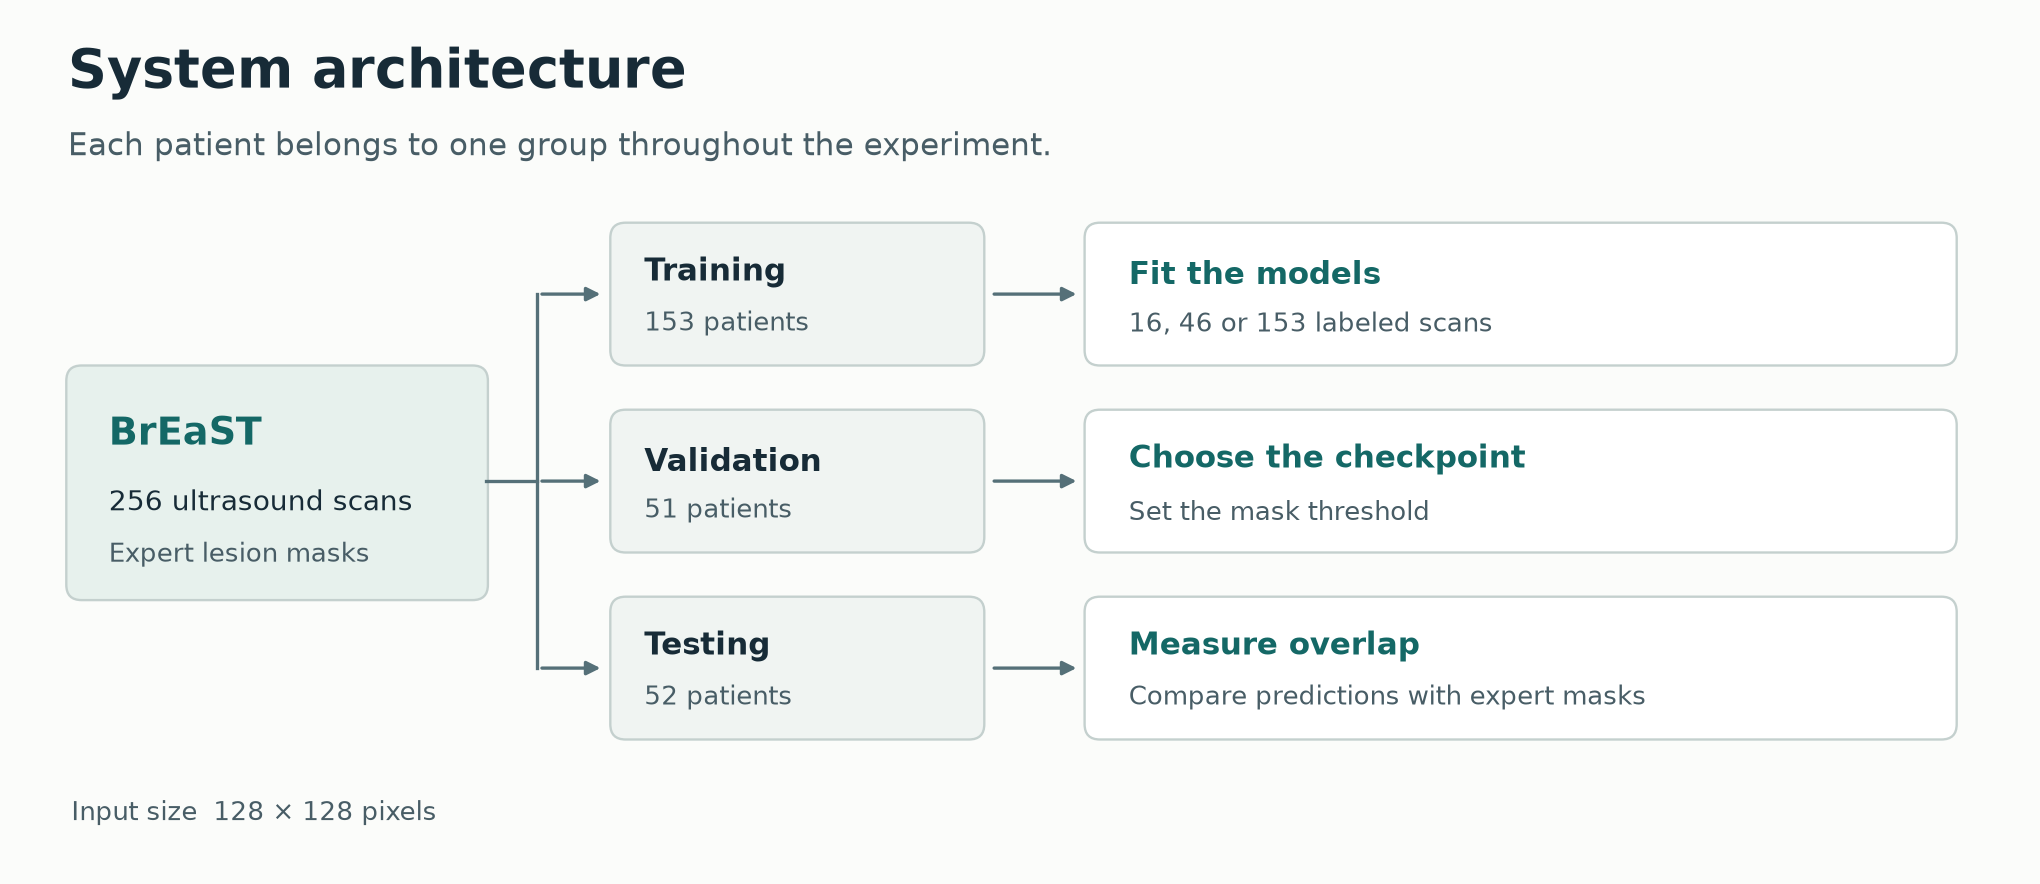 System architecture
Each patient belongs to one group throughout the experiment.
BrEaST
256 ultrasound scans
Expert lesion masks
Training
153 patients
Fit the models
16, 46 or 153 labeled scans
Validation
51 patients
Choose the checkpoint
Set the mask threshold
Testing
52 patients
Measure overlap
Compare predictions with expert masks
Input size 128 × 128 pixels